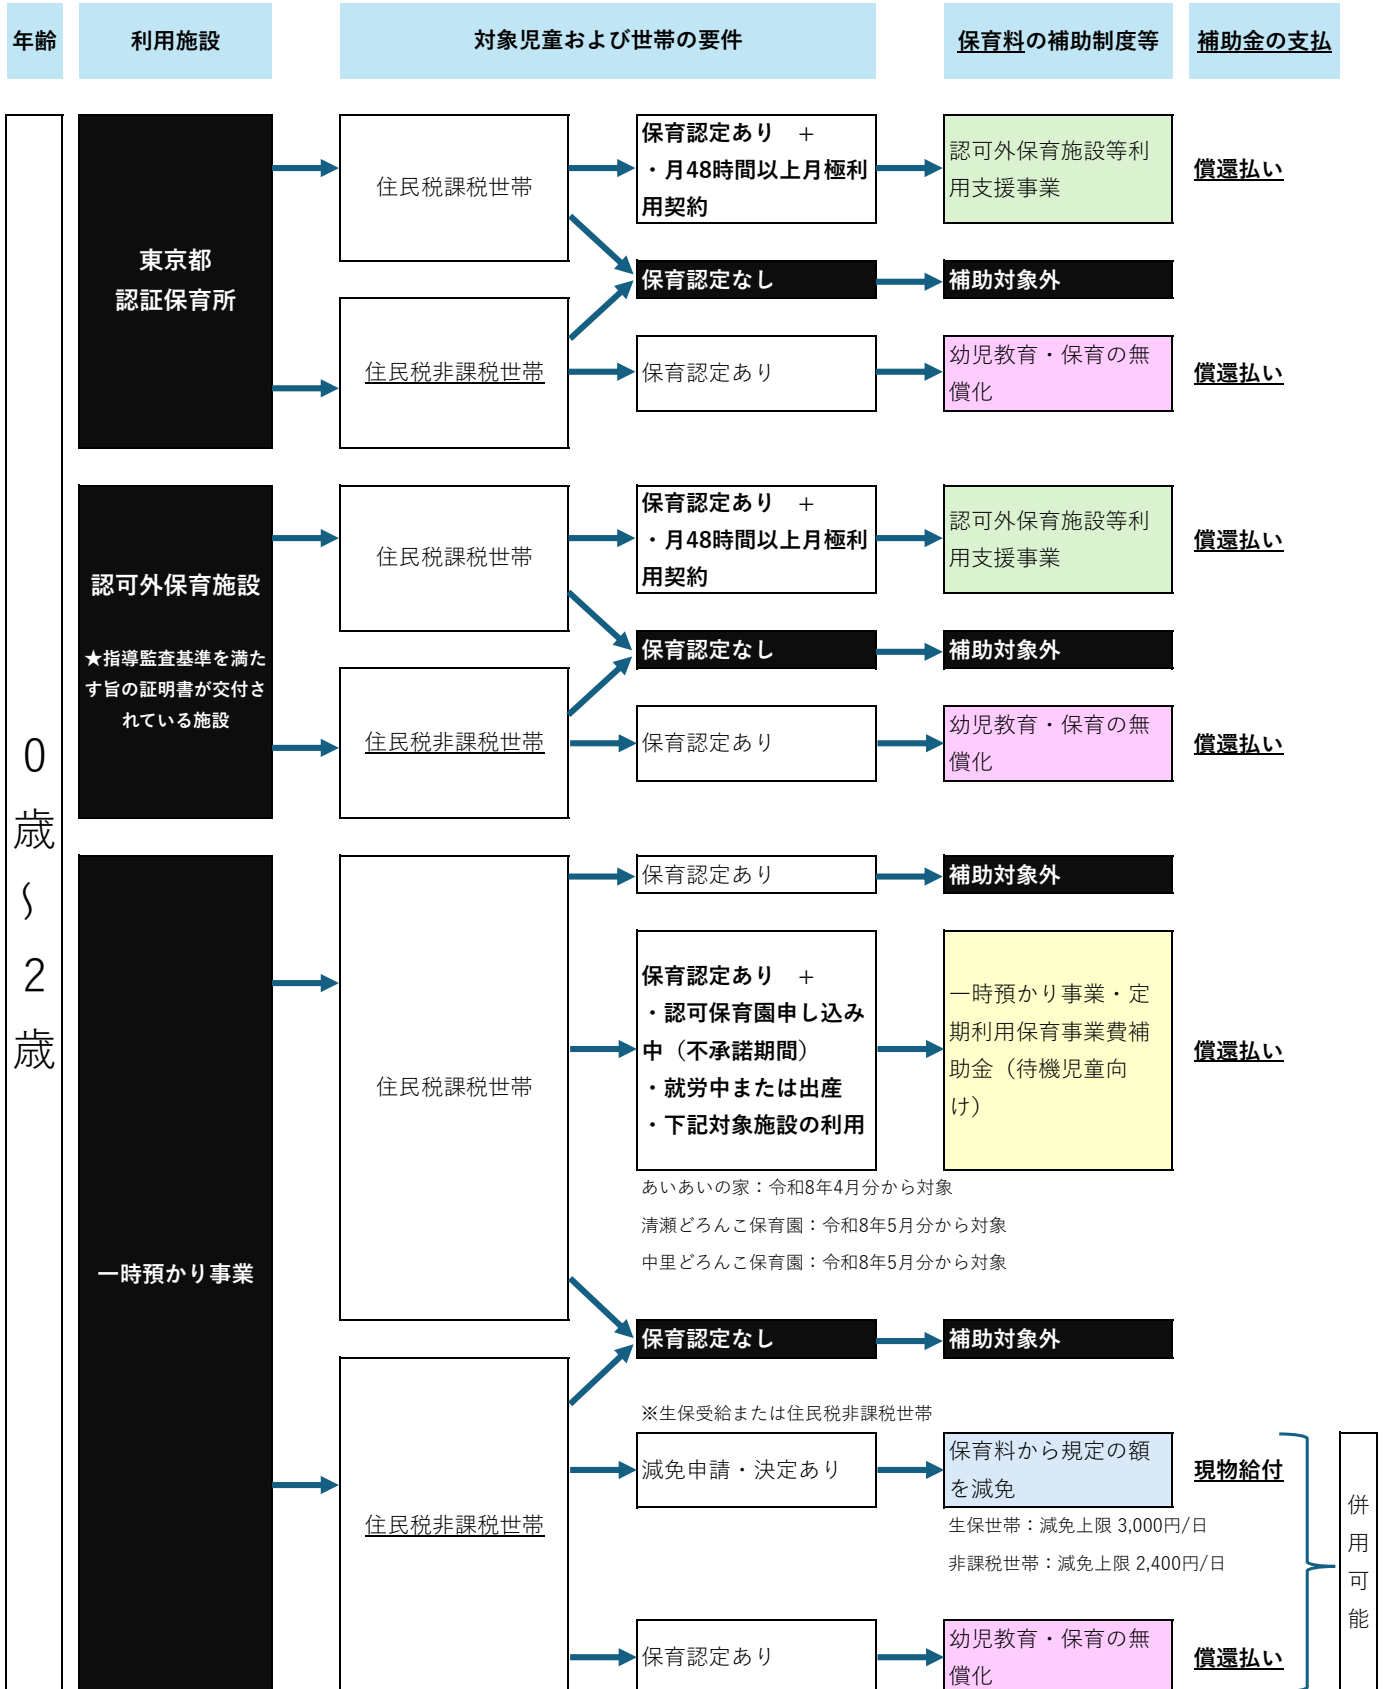 年齢
利用施設
対象児童および世帯の要件
保育料の補助制度等
補助金の支払
0
歳
〜
2
歳
東京都
認証保育所
住民税課税世帯
保育認定あり　+
・月48時間以上月極利
用契約
認可外保育施設等利
用支援事業
償還払い
保育認定なし
補助対象外
住民税非課税世帯
保育認定あり
幼児教育・保育の無
償化
償還払い
認可外保育施設
★指導監査基準を満た
す旨の証明書が交付さ
れている施設
住民税課税世帯
保育認定あり　+
・月48時間以上月極利
用契約
認可外保育施設等利
用支援事業
償還払い
保育認定なし
補助対象外
住民税非課税世帯
保育認定あり
幼児教育・保育の無
償化
償還払い
一時預かり事業
住民税課税世帯
保育認定あり
補助対象外
保育認定あり　+
・認可保育園申し込み
中（不承諾期間）
・就労中または出産
・下記対象施設の利用
一時預かり事業・定
期利用保育事業費補
助金（待機児童向
け）
償還払い
あいあいの家：令和8年4月分から対象
清瀬どろんこ保育園：令和8年5月分から対象
中里どろんこ保育園：令和8年5月分から対象
保育認定なし
補助対象外
住民税非課税世帯
※生保受給または住民税非課税世帯
減免申請・決定あり
保育料から規定の額
を減免
現物給付
生保世帯：減免上限 3,000円/日
非課税世帯：減免上限 2,400円/日
保育認定あり
幼児教育・保育の無
償化
償還払い
併
用
可
能